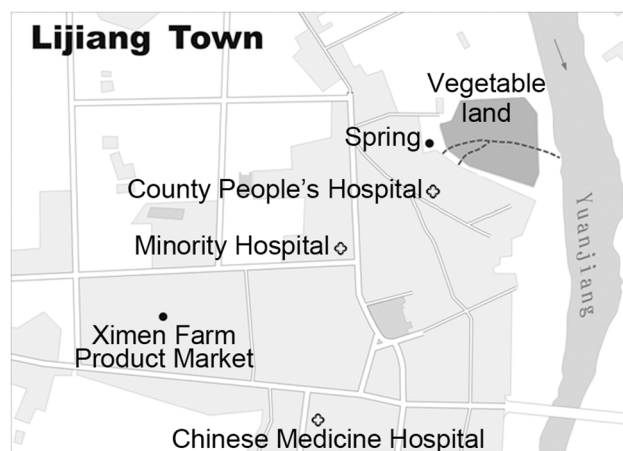 Lijiang Town
Vegetable
land
Spring
County People's Hospital
Yuanjiang
Minority Hospital
Ximen Farm
Product Market
Chinese Medicine Hospital